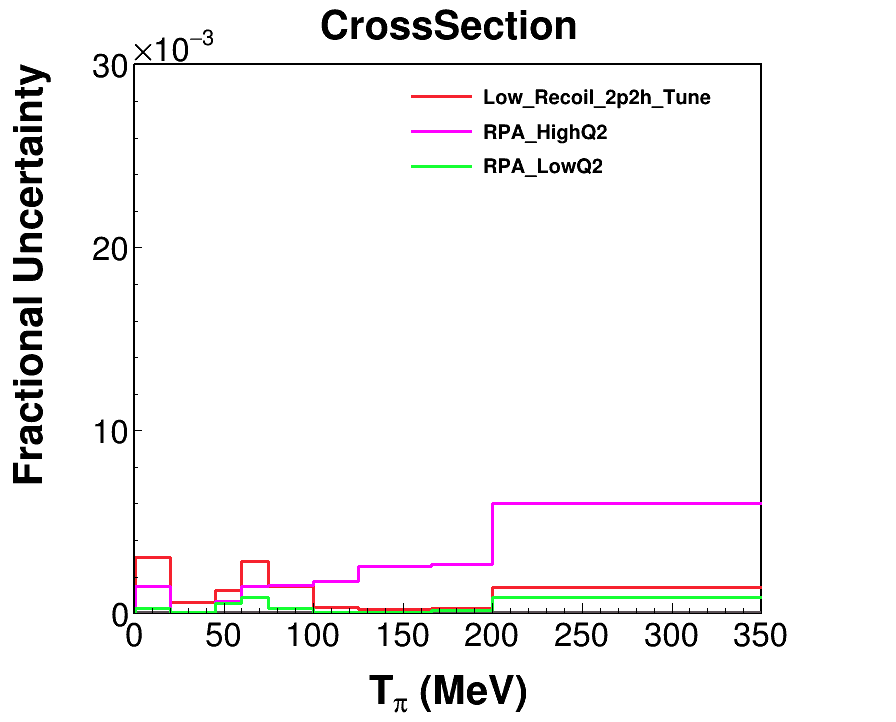 CrossSection
×10⁻³
Fractional Uncertainty
30
20
10
0
Low_Recoil_2p2h_Tune
RPA_HighQ2
RPA_LowQ2
0 50 100 150 200 250 300 350
Tπ (MeV)